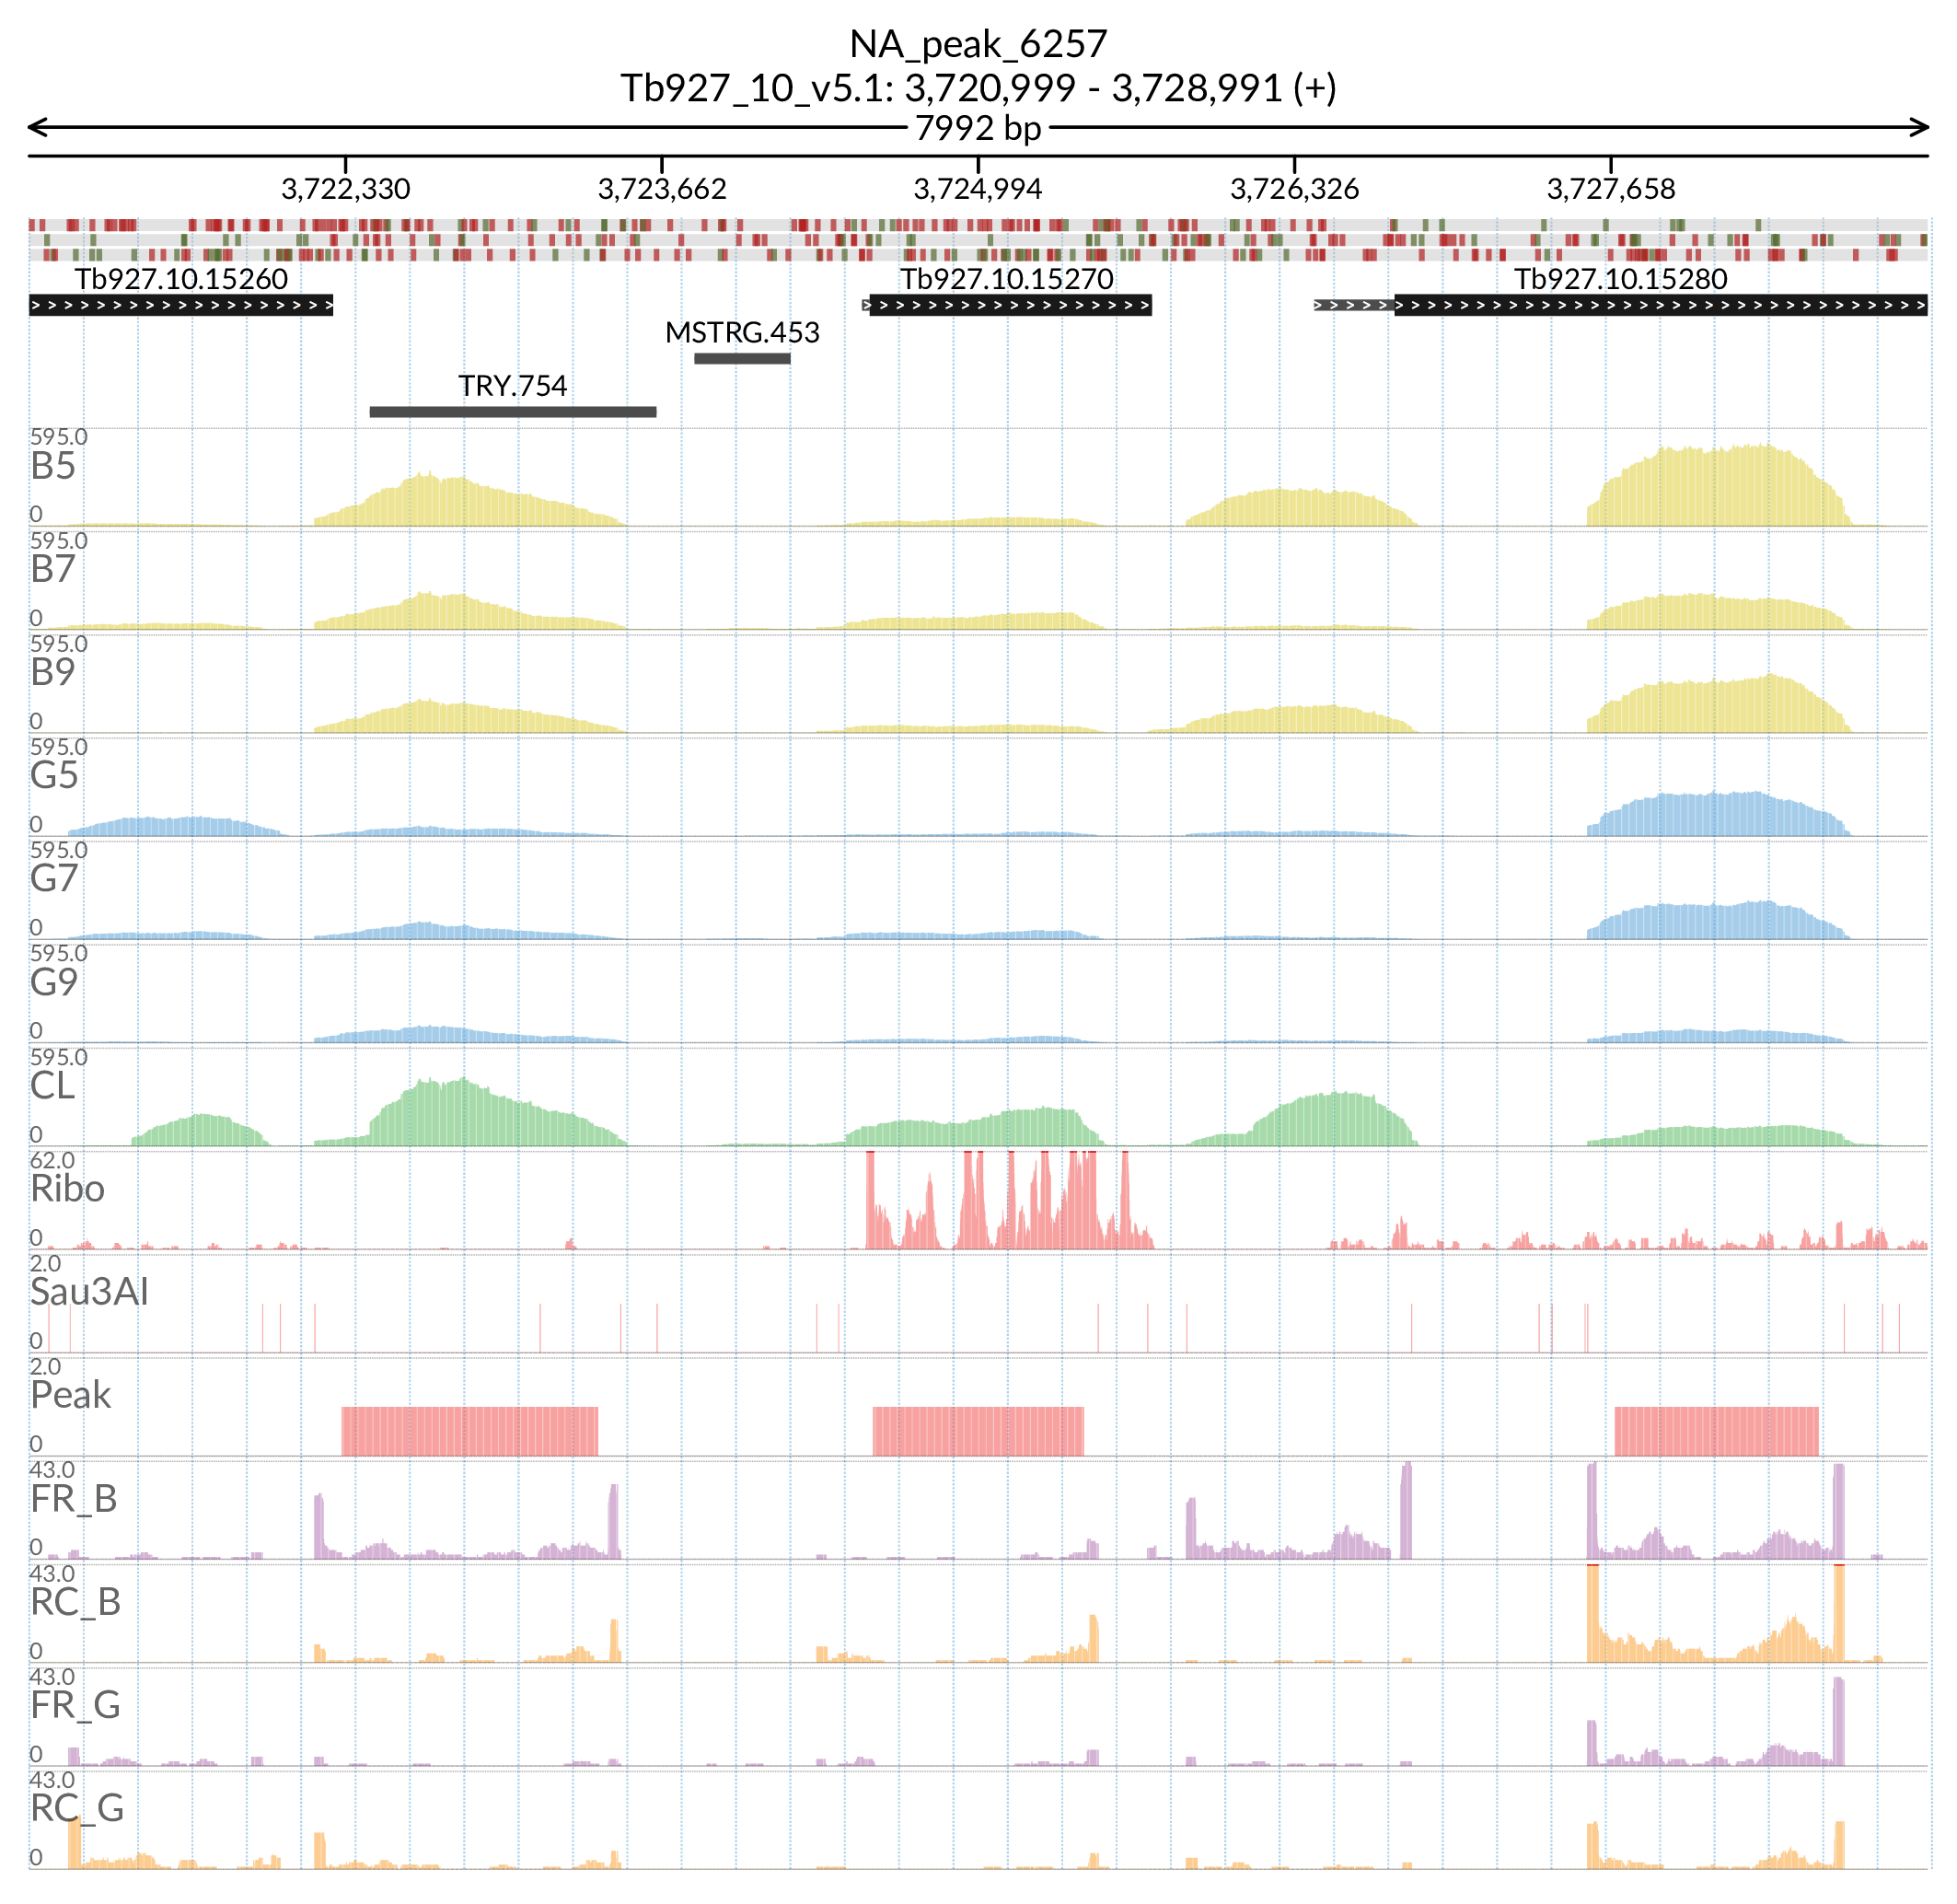 NA_peak_6257
Tb927_10_v5.1: 3,720,999 - 3,728,991 (+)
7992 bp
3,722,330 3,723,662 3,724,994 3,726,326 3,727,658
Tb927.10.15260 Tb927.10.15270 Tb927.10.15280
MSTRG.453
TRY.754
595.0
B5
0
595.0
B7
0
595.0
B9
0
595.0
G5
0
595.0
G7
0
595.0
G9
0
595.0
CL
0
62.0
Ribo
0
2.0
Sau3AI
0
2.0
Peak
0
43.0
FR_B
0
43.0
RC_B
0
43.0
FR_G
0
43.0
RC_G
0